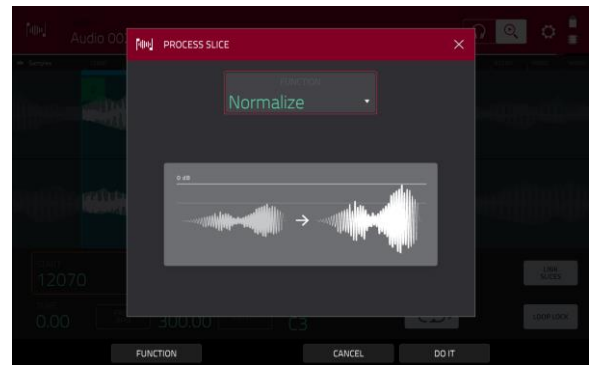 Audio 00
PROCESS SLICE
FUNCTION
Normalize
0 dB
12070
LINK
SLICES
0.00
300.00
C3
LOOP LOCK
FUNCTION
CANCEL
DO IT